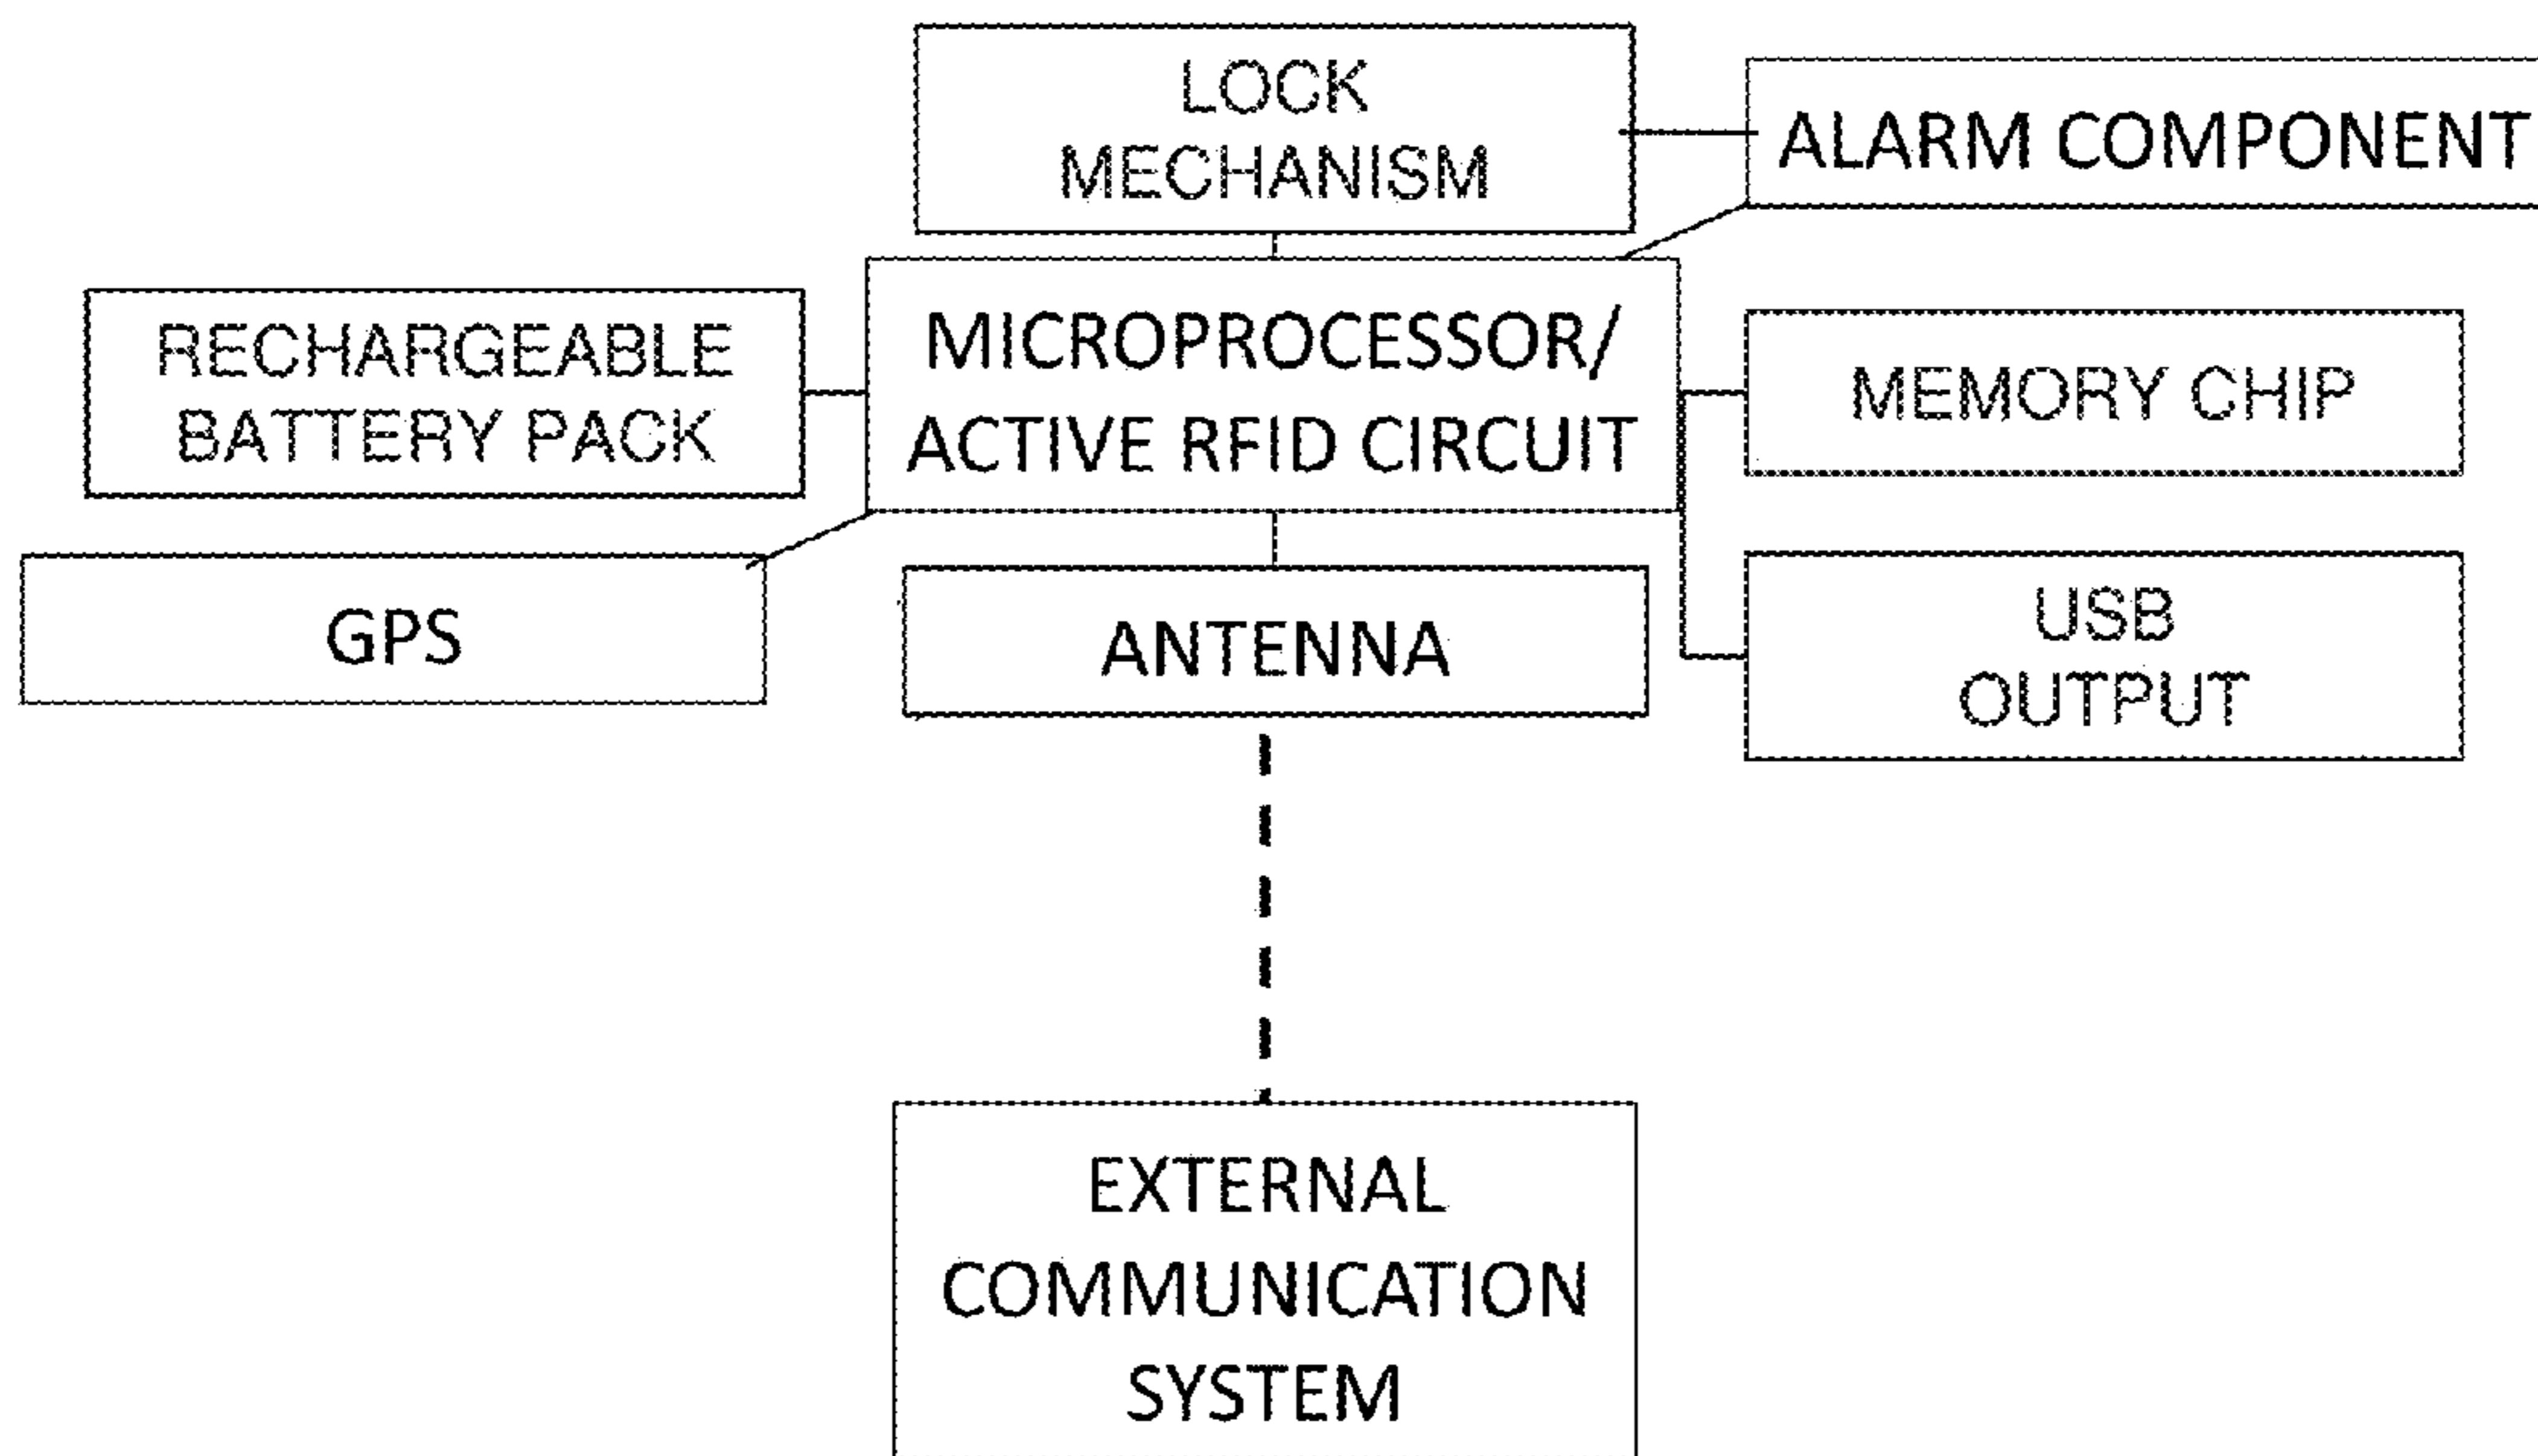 LOCK
MECHANISM
ALARM COMPONENT
RECHARGEABLE
BATTERY PACK
MICROPROCESSOR/
ACTIVE RFID CIRCUIT
MEMORY CHIP
GPS
ANTENNA
USB
OUTPUT
EXTERNAL
COMMUNICATION
SYSTEM